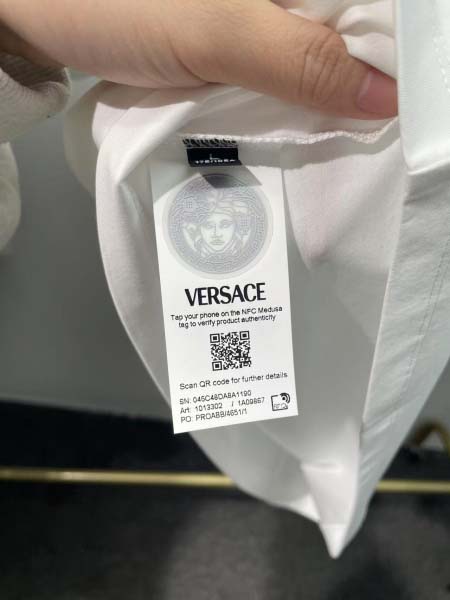 L
VERSACE
Tap your phone on the NFC Medusa
tag to verify product authenticity
Scan QR code for further details.
SN: 045C48DA8A1190
Art: 1013302 / 1A09867
PO: PROABB/4651/1